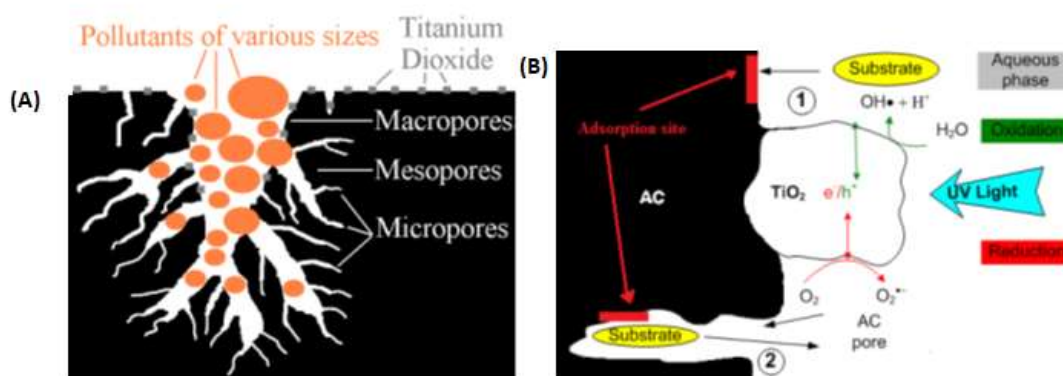 (A)
Pollutants of various sizes
Titanium
Dioxide
Macropores
Mesopores
Micropores
(B)
Substrate
Aqueous
phase
1
OH● + H⁺
Adsorption site
H₂O
Oxidation
AC
TiO₂
e⁻/h⁺
UV Light
Reduction
O₂
O₂●⁻
Substrate
AC
pore
2